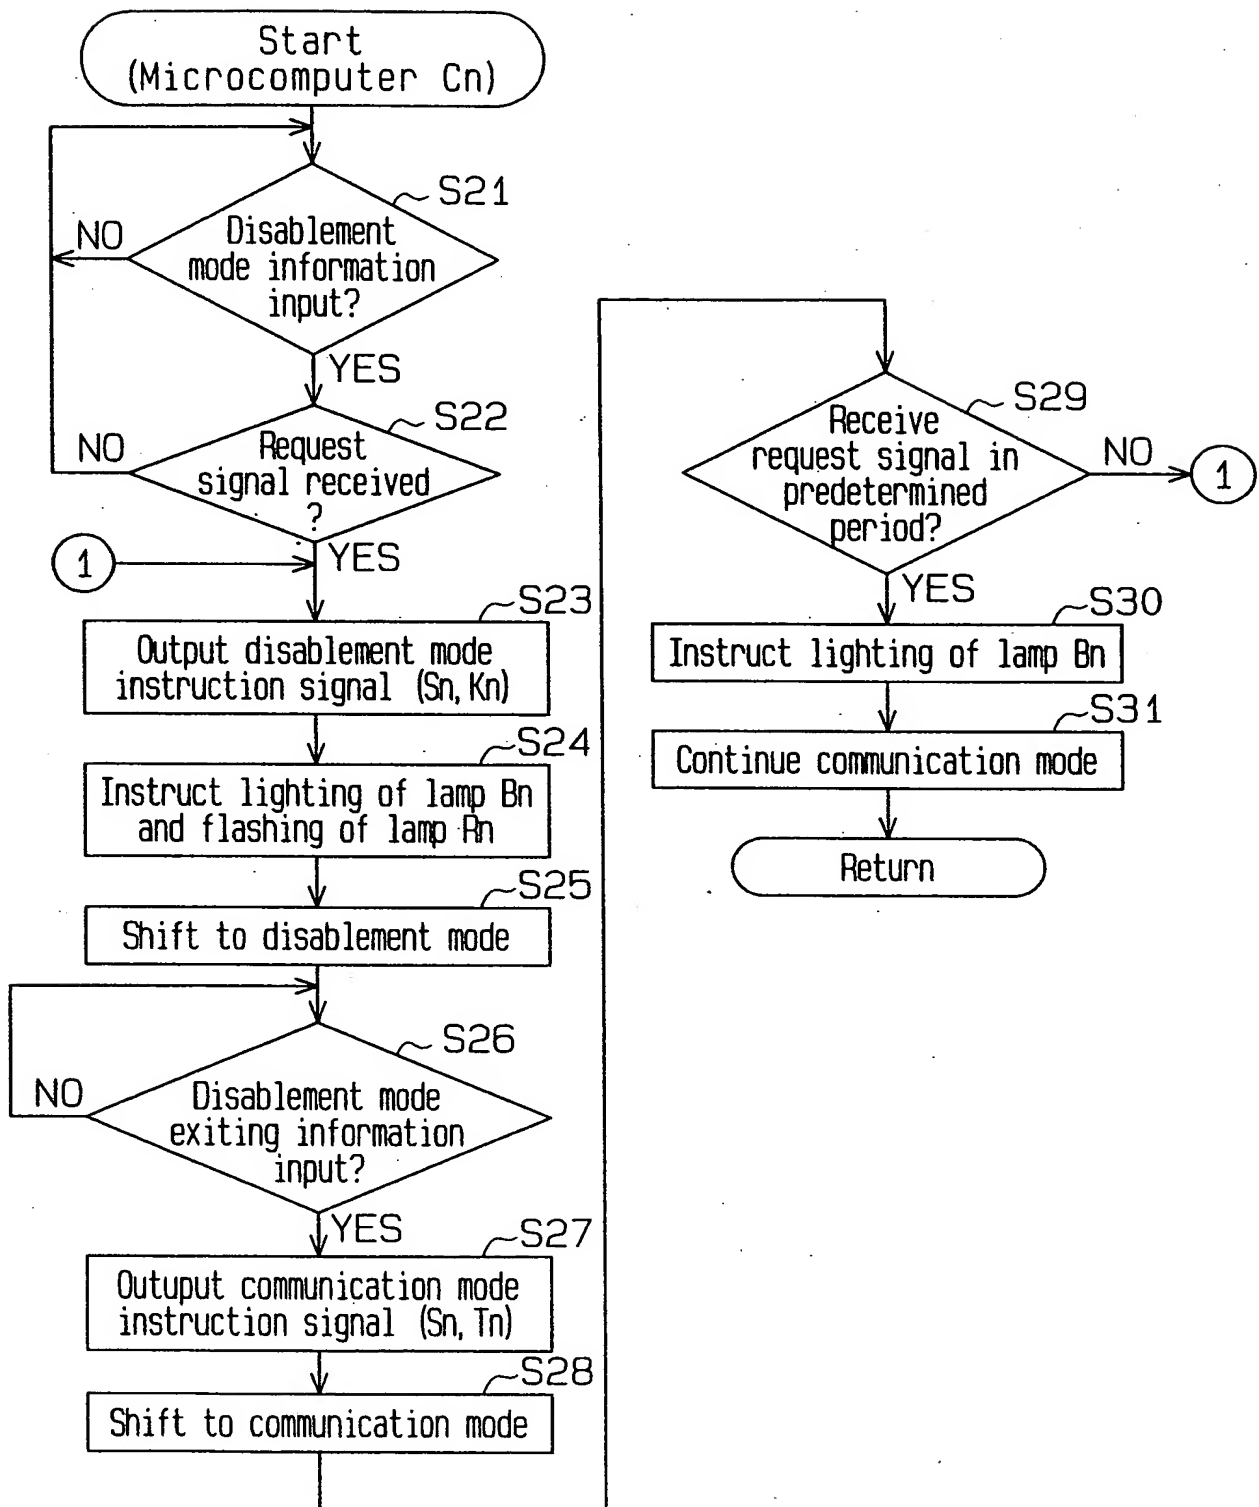 Start
(Microcomputer Cn)
S21
NO
Disablement
mode information
input?
YES
S22
NO
Request
signal received
?
1
YES
S23
Output disablement mode
instruction signal (Sn, Kn)
S24
Instruct lighting of lamp Bn
and flashing of lamp Rn
S25
Shift to disablement mode
S26
NO
Disablement mode
exiting information
input?
YES
S27
Outuput communication mode
instruction signal (Sn, Tn)
S28
Shift to communication mode
S29
Receive
request signal in
predetermined
period?
NO
1
YES
S30
Instruct lighting of lamp Bn
S31
Continue communication mode
Return